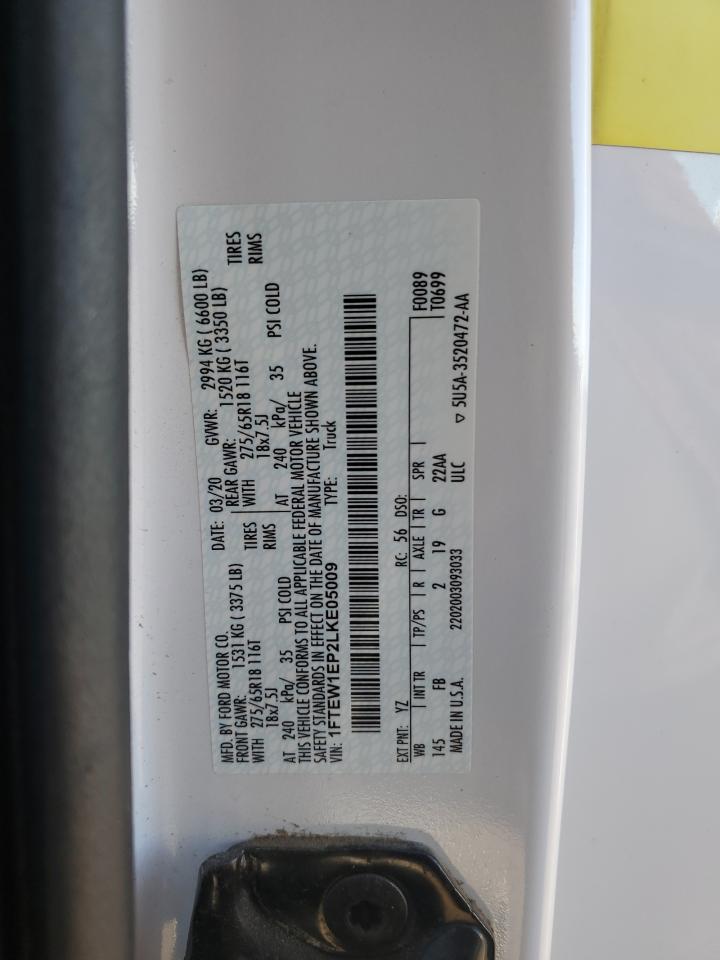 MFD. BY FORD MOTOR CO.
DATE: 03/20 GVWR: 2994 KG ( 6600 LB)
FRONT GAWR: 1531 KG ( 3375 LB) REAR GAWR: 1520 KG ( 3350 LB)
WITH 275/65R18 116T TIRES WITH 275/65R18 116T TIRES
18x7.5J RIMS 18x7.5J RIMS
AT 240 kPa/ 35 PSI COLD AT 240 kPa/ 35 PSI COLD
THIS VEHICLE CONFORMS TO ALL APPLICABLE FEDERAL MOTOR VEHICLE
SAFETY STANDARDS IN EFFECT ON THE DATE OF MANUFACTURE SHOWN ABOVE.
VIN: 1FTEW1EP2LKE05009 TYPE: Truck
EXT PNT: YZ RC: 56 DSO: F0089
WB INT TR TP/PS R AXLE TR SPR T0699
145 FB 2 19 G 22AA
MADE IN U.S.A. 2202003093033 ULC ▽ 5U5A-3520472-AA